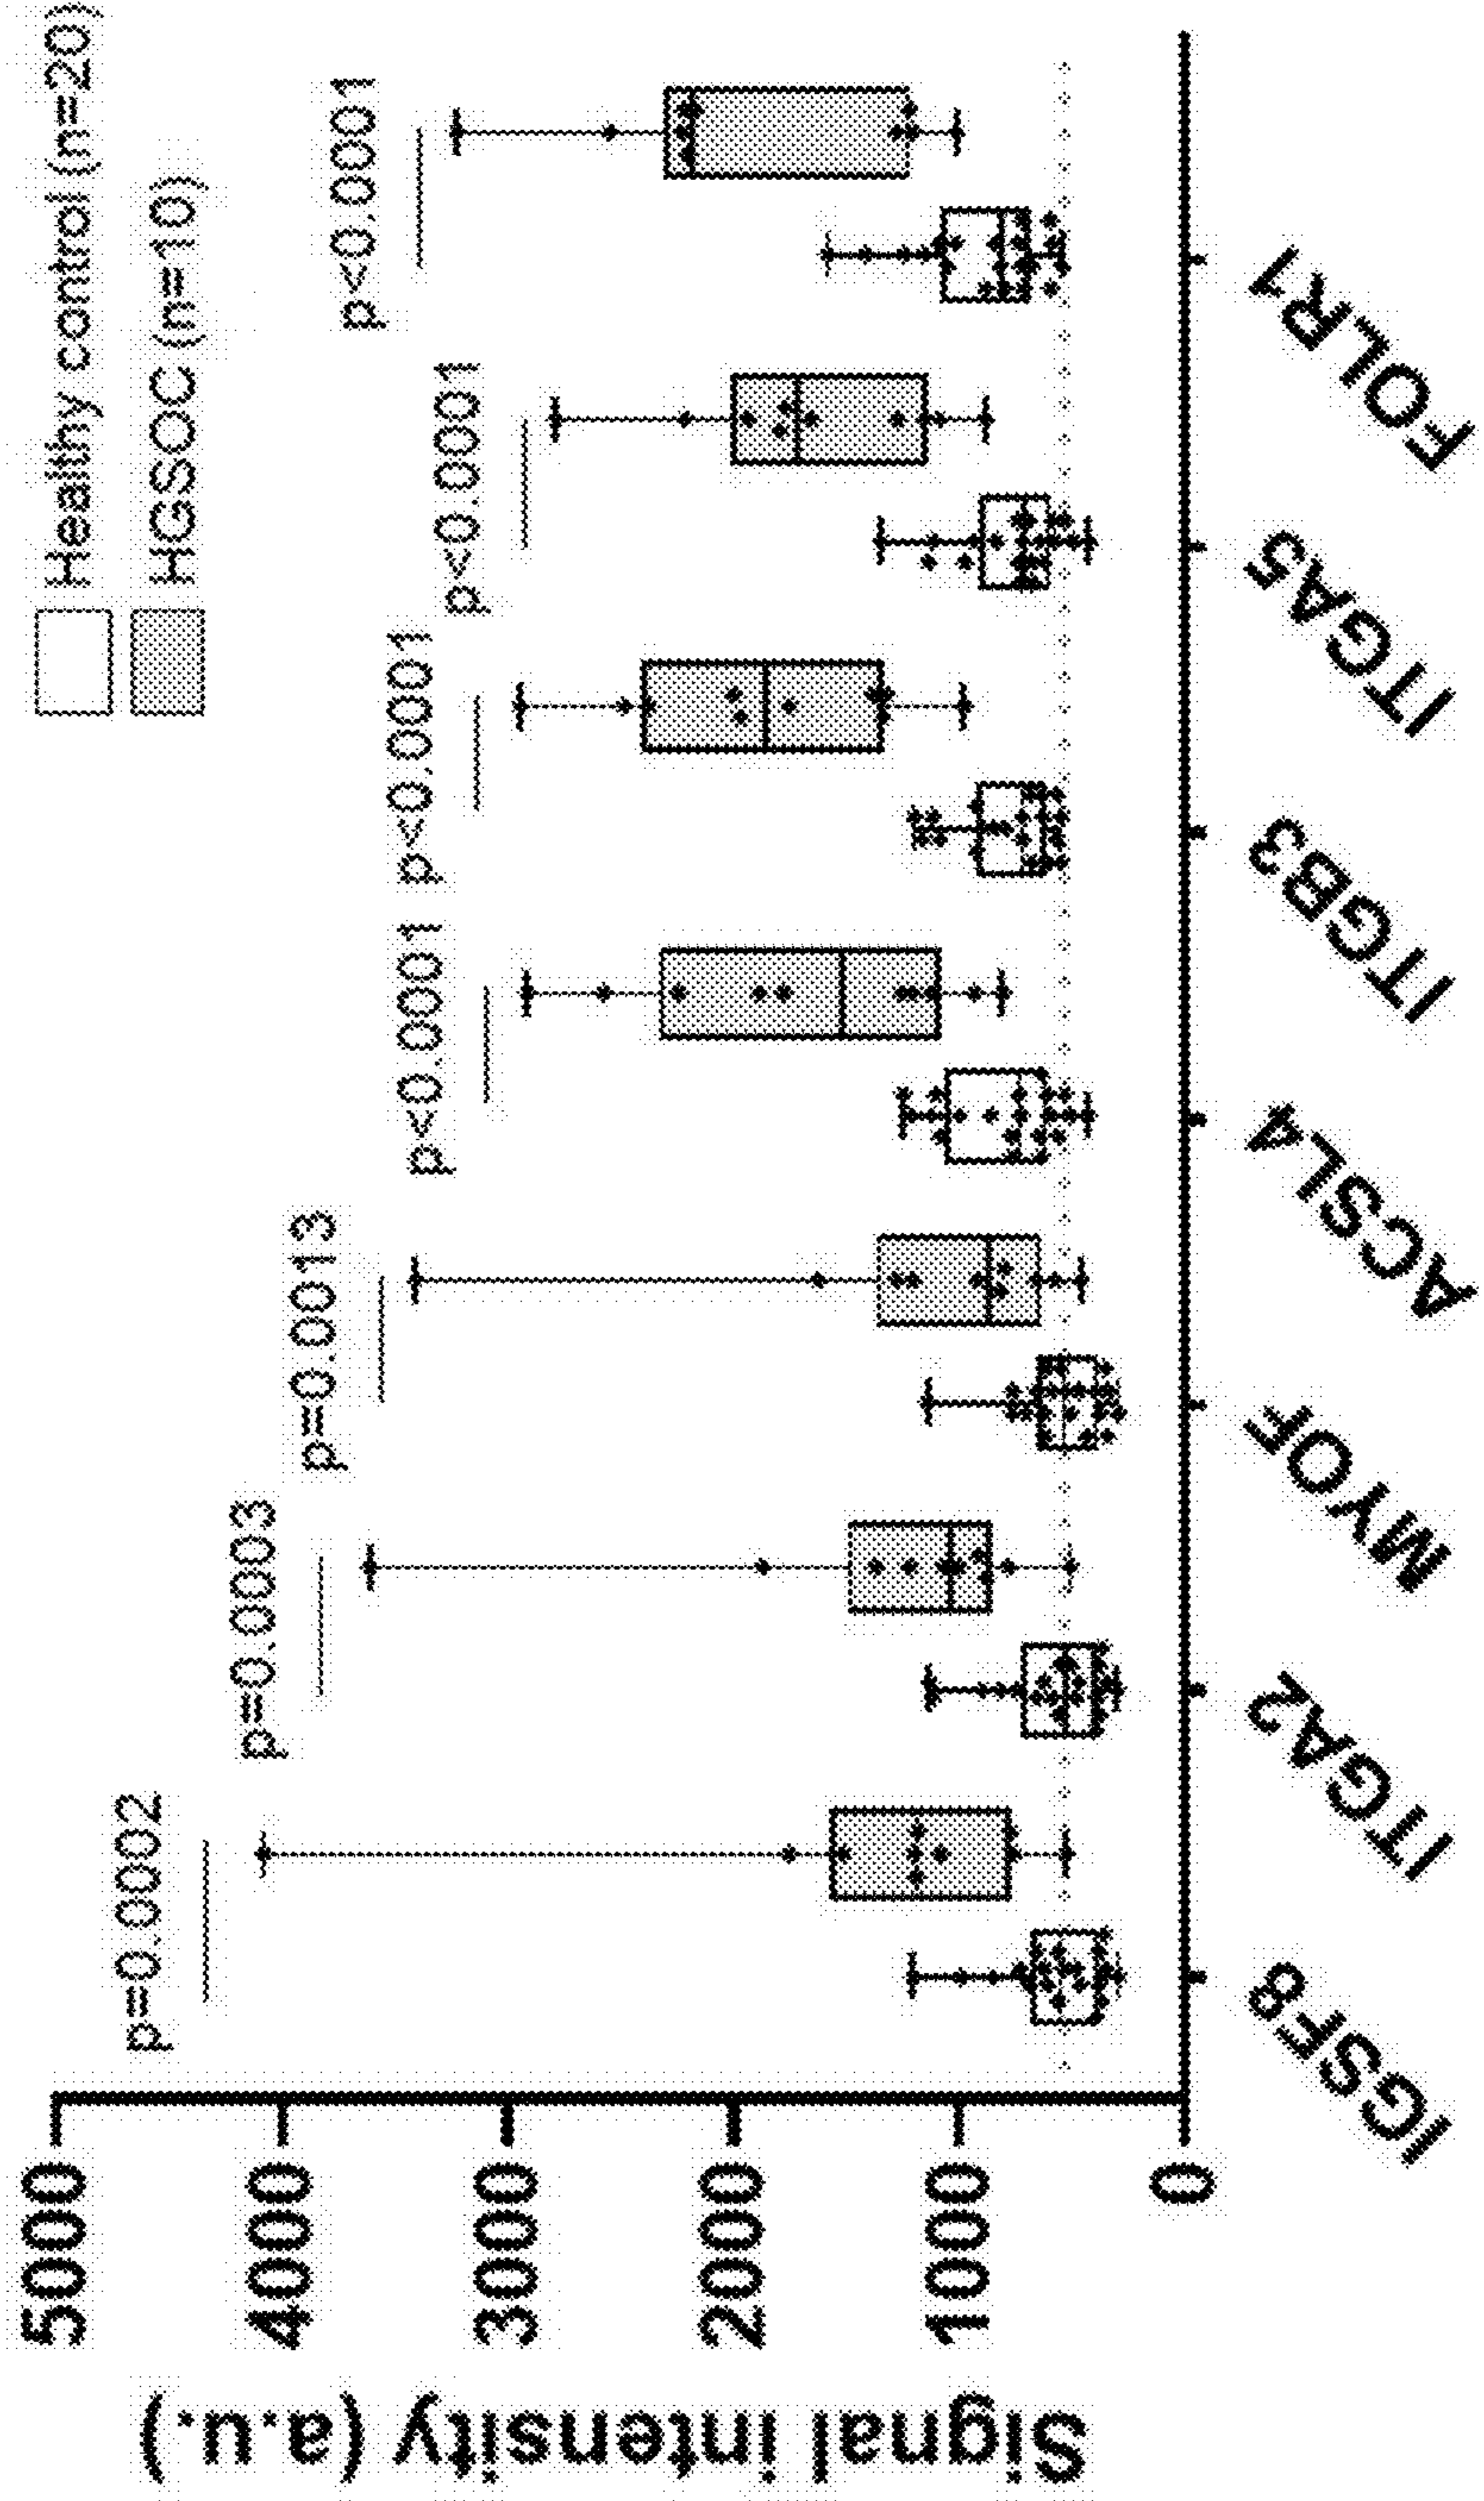 Healthy control (n=20)
HGSOC (n=10)
p=0.0002
p=0.0003
p=0.0013
p<0.0001
p<0.0001
p<0.0001
p<0.0001
Signal intensity (a.u.)
5000
4000
3000
2000
1000
0
IGSF8
ITGA2
MYOF
ACSL4
ITGB3
ITGA5
FOLR1